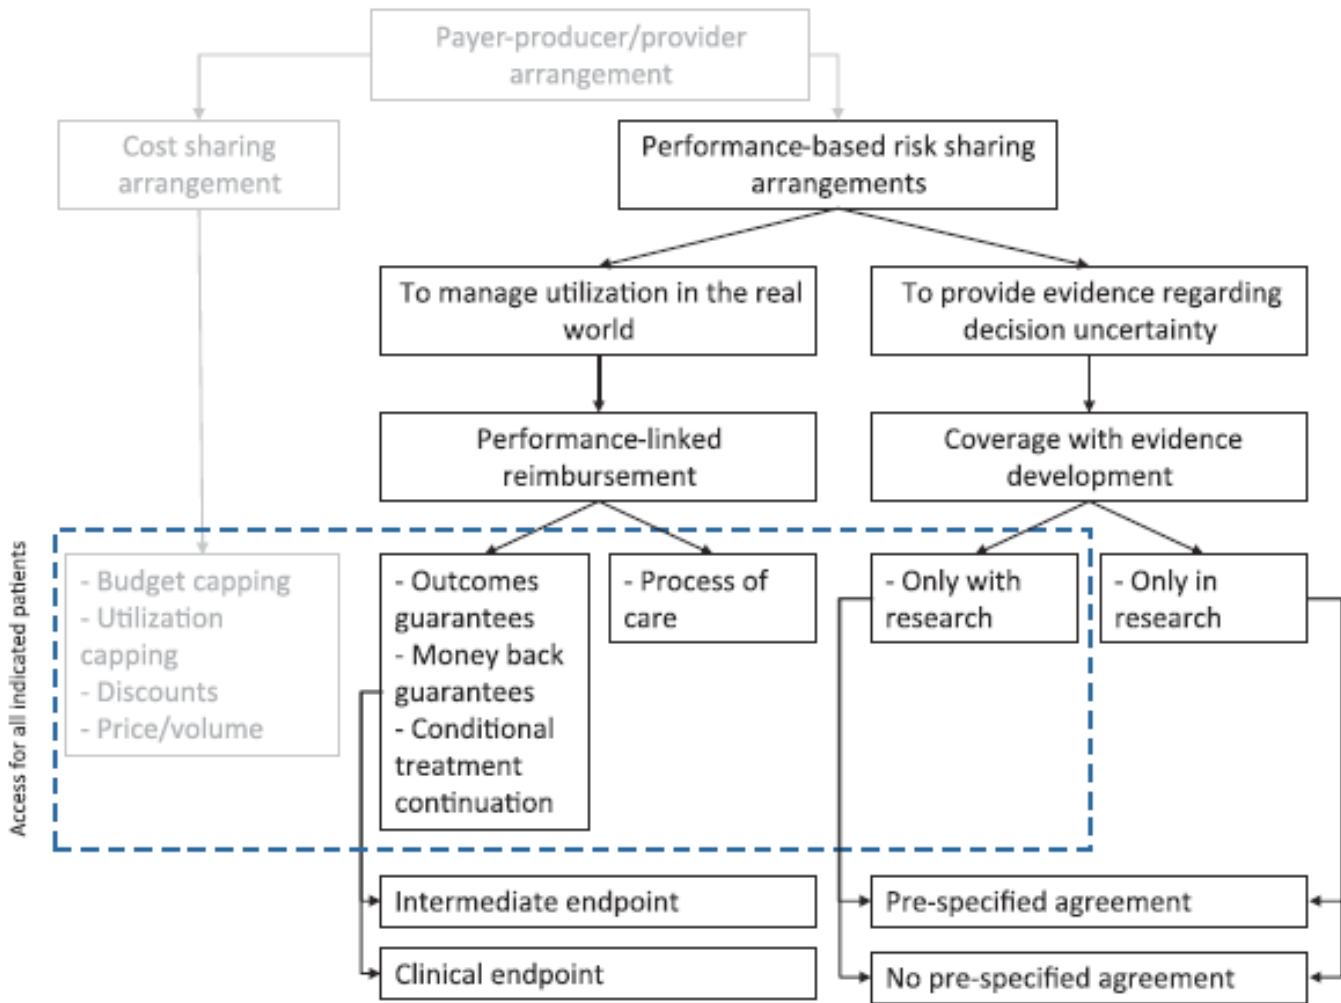 Payer-producer/provider
arrangement
Cost sharing
arrangement
Performance-based risk sharing
arrangements
To manage utilization in the real
world
To provide evidence regarding
decision uncertainty
Performance-linked
reimbursement
Coverage with evidence
development
Access for all indicated patients
- Budget capping
- Utilization
capping
- Discounts
- Price/volume
- Outcomes
guarantees
- Money back
guarantees
- Conditional
treatment
continuation
- Process of
care
- Only with
research
- Only in
research
Intermediate endpoint
Clinical endpoint
Pre-specified agreement
No pre-specified agreement